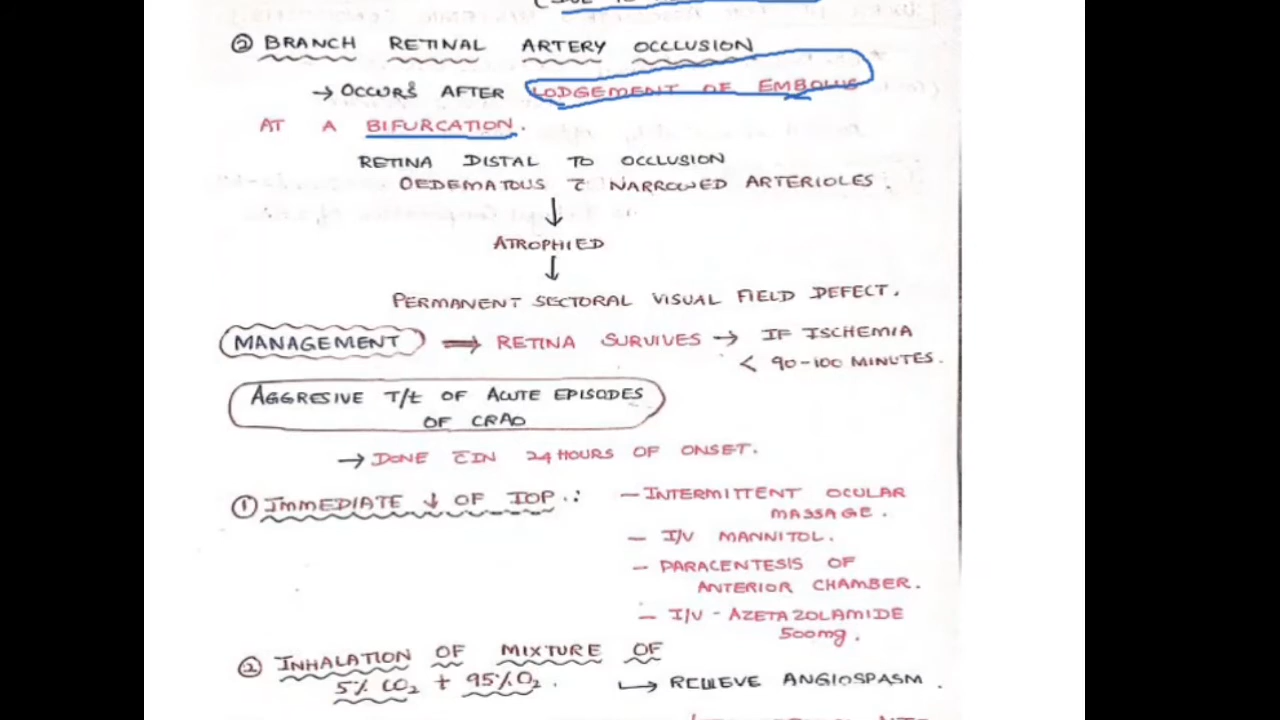 ② BRANCH RETINAL ARTERY OCCLUSION
→ OCCURS AFTER LODGEMENT OF EMBOLUS
AT A BIFURCATION.
RETINA DISTAL TO OCCLUSION
OEDEMATOUS c̄ NARROWED ARTERIOLES.
↓
ATROPHIED
↓
PERMANENT SECTORAL VISUAL FIELD DEFECT.
MANAGEMENT ⇒ RETINA SURVIVES → IF ISCHEMIA
< 90-100 MINUTES.
AGGRESIVE T/t OF ACUTE EPISODES
OF CRAO
→ DONE c̄IN 24 HOURS OF ONSET.
① IMMEDIATE ↓ OF IOP.: - INTERMITTENT OCULAR
MASSAGE.
- I/V MANNITOL.
- PARACENTESIS OF
ANTERIOR CHAMBER.
- I/V - AZETAZOLAMIDE
500mg.
② INHALATION OF MIXTURE OF
5% CO₂ + 95% O₂. ↳ RELIEVE ANGIOSPASM.